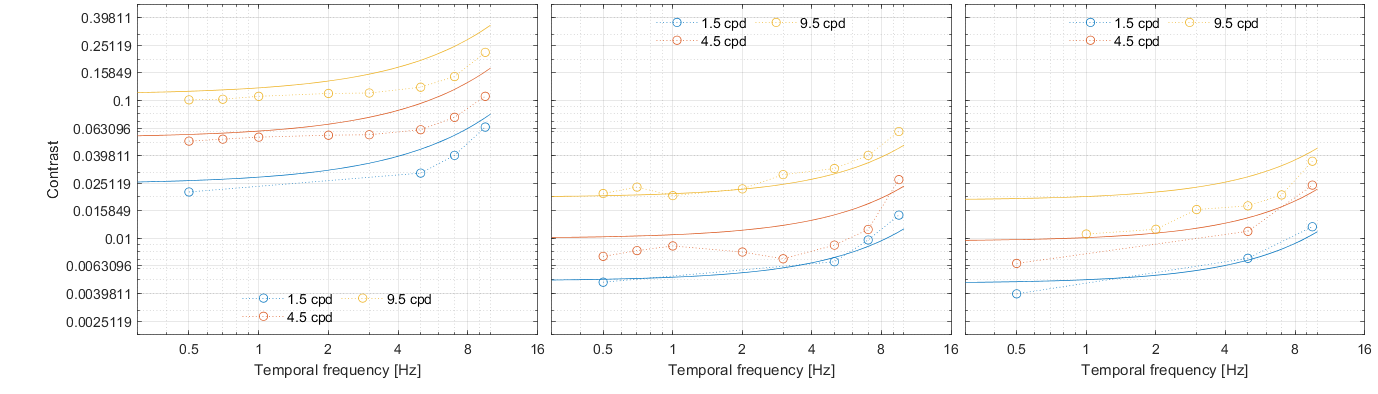 Contrast
0.39811
0.25119
0.15849
0.1
0.063096
0.039811
0.025119
0.015849
0.01
0.0063096
0.0039811
0.0025119
1.5 cpd 9.5 cpd
4.5 cpd
0.5 1 2 4 8 16
Temporal frequency [Hz]
1.5 cpd 9.5 cpd
4.5 cpd
0.5 1 2 4 8 16
Temporal frequency [Hz]
1.5 cpd 9.5 cpd
4.5 cpd
0.5 1 2 4 8 16
Temporal frequency [Hz]